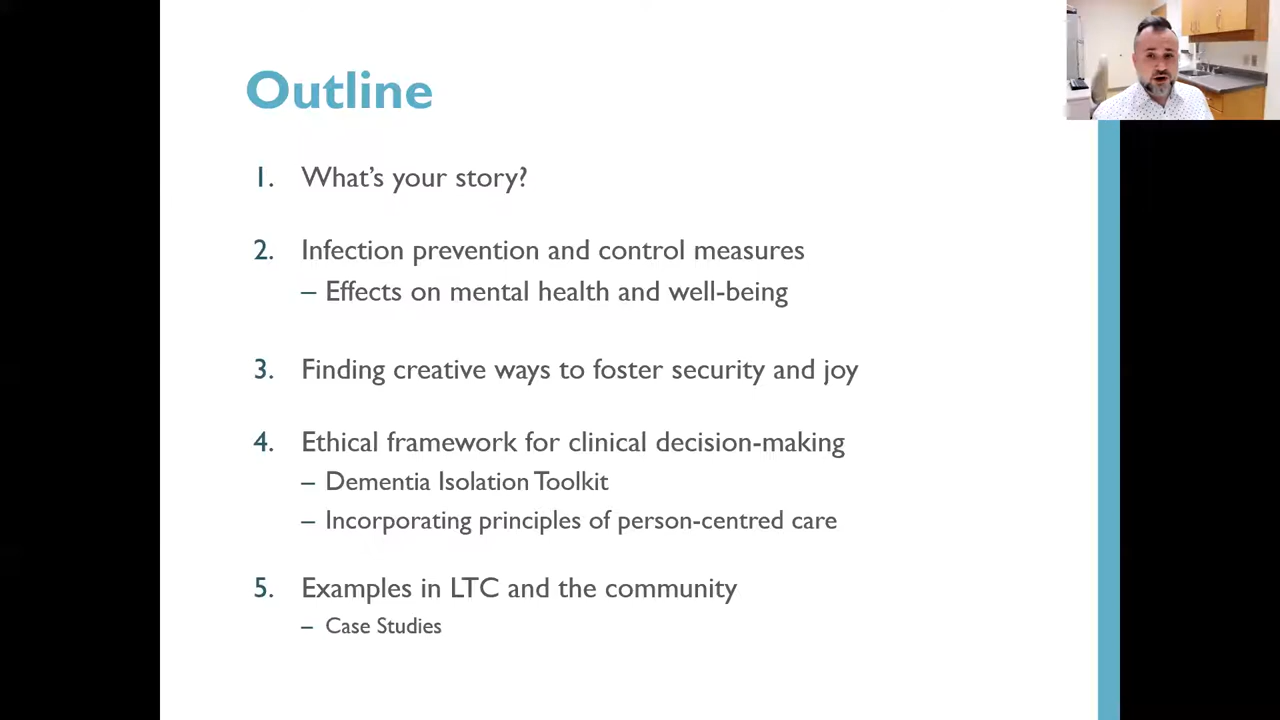 Outline
1. What's your story?
2. Infection prevention and control measures
– Effects on mental health and well-being
3. Finding creative ways to foster security and joy
4. Ethical framework for clinical decision-making
– Dementia Isolation Toolkit
– Incorporating principles of person-centred care
5. Examples in LTC and the community
– Case Studies